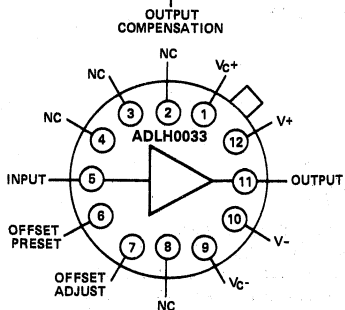 OUTPUT
COMPENSATION
NC
VC+
NC
3
2
1
NC
ADLH0033
V+
4
12
INPUT
5
11
OUTPUT
6
10
OFFSET
PRESET
V−
7
8
9
OFFSET
ADJUST
VC-
NC